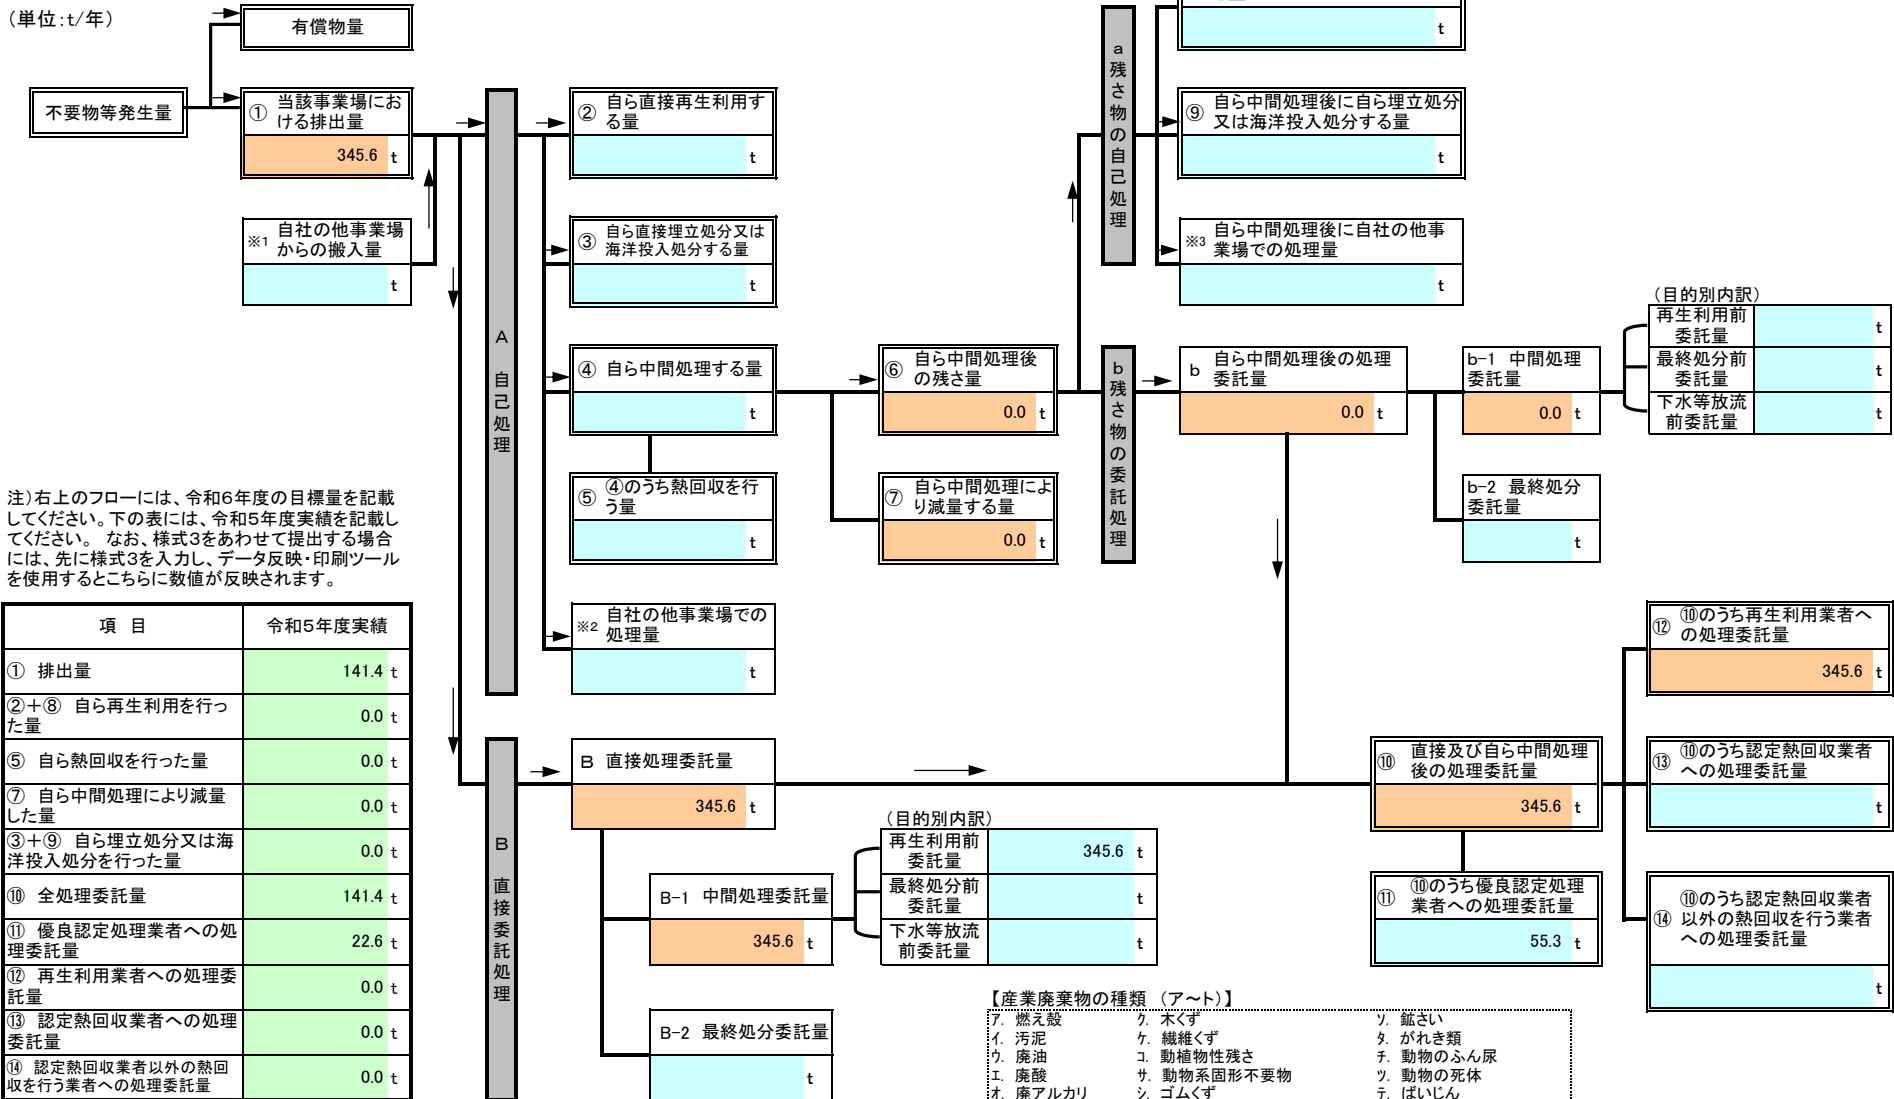 （単位：t/年）
有償物量
不要物等発生量
① 当該事業場にお
ける排出量
345.6 t
※1 自社の他事業場
からの搬入量
t
A 自己処理
② 自ら直接再生利用す
る量
t
③ 自ら直接埋立処分又は
海洋投入処分する量
t
④ 自ら中間処理する量
t
⑤ ④のうち熱回収を行
う量
t
※2 自社の他事業場での
処理量
t
⑥ 自ら中間処理後
の残さ量
0.0 t
⑦ 自ら中間処理によ
り減量する量
0.0 t
a 残さ物の自己処理
t
⑨ 自ら中間処理後に自ら埋立処分
又は海洋投入処分する量
t
※3 自ら中間処理後に自社の他事
業場での処理量
t
b 残さ物の委託処理
b 自ら中間処理後の処理
委託量
0.0 t
b-1 中間処理
委託量
0.0 t
b-2 最終処分
委託量
t
（目的別内訳）
再生利用前
委託量
t
最終処分前
委託量
t
下水等放流
前委託量
t
注）右上のフローには、令和６年度の目標量を記載
してください。下の表には、令和５年度実績を記載し
てください。 なお、様式３をあわせて提出する場合
には、先に様式３を入力し、データ反映・印刷ツール
を使用するとこちらに数値が反映されます。
項 目 令和５年度実績
① 排出量 141.4 t
②＋⑧ 自ら再生利用を行っ
た量 0.0 t
⑤ 自ら熱回収を行った量 0.0 t
⑦ 自ら中間処理により減量
した量 0.0 t
③＋⑨ 自ら埋立処分又は海
洋投入処分を行った量 0.0 t
⑩ 全処理委託量 141.4 t
⑪ 優良認定処理業者への処
理委託量 22.6 t
⑫ 再生利用業者への処理委
託量 0.0 t
⑬ 認定熱回収業者への処理
委託量 0.0 t
⑭ 認定熱回収業者以外の熱回
収を行う業者への処理委託量 0.0 t
B 直接委託処理
B 直接処理委託量
345.6 t
B-1 中間処理委託量
345.6 t
B-2 最終処分委託量
t
（目的別内訳）
再生利用前
委託量
345.6 t
最終処分前
委託量
t
下水等放流
前委託量
t
⑩ 直接及び自ら中間処理
後の処理委託量
345.6 t
⑪ ⑩のうち優良認定処理
業者への処理委託量
55.3 t
⑫ ⑩のうち再生利用業者へ
の処理委託量
345.6 t
⑬ ⑩のうち認定熱回収業者
への処理委託量
t
⑭ ⑩のうち認定熱回収業者
以外の熱回収を行う業者
への処理委託量
t
【産業廃棄物の種類 （ア～ト）】
ア. 燃え殻 ク. 木くず ソ. 鉱さい
イ. 汚泥 ケ. 繊維くず タ. がれき類
ウ. 廃油 コ. 動植物性残さ チ. 動物のふん尿
エ. 廃酸 サ. 動物系固形不要物 ツ. 動物の死体
オ. 廃アルカリ シ. ゴムくず テ. ばいじん